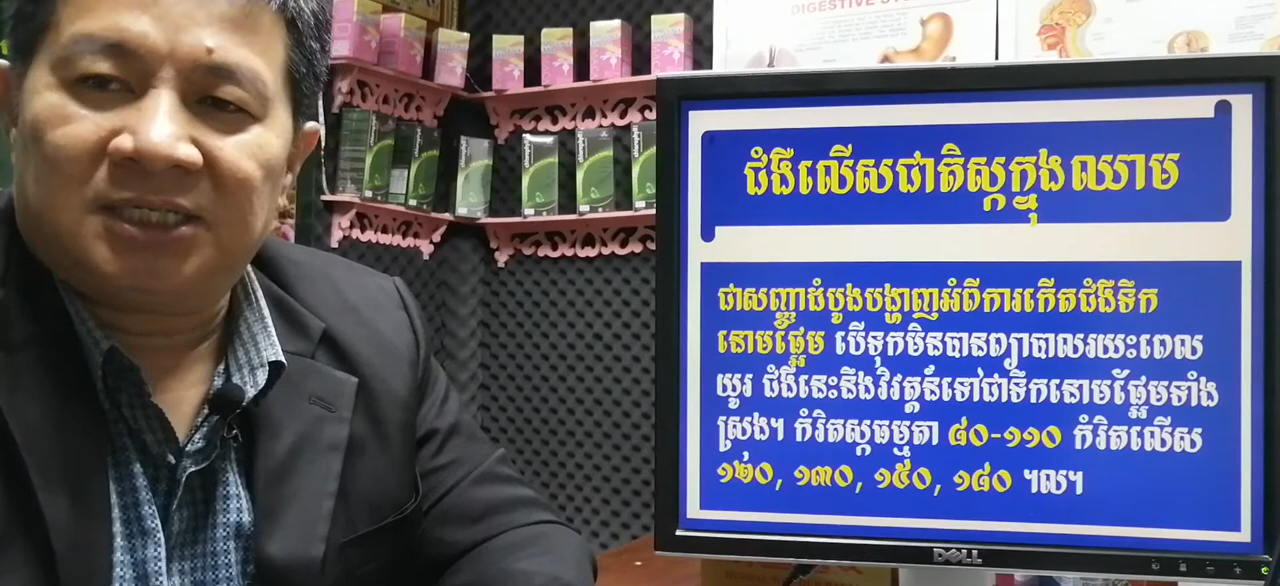 DIGESTIVE
chlorophyll
chlorophyll
chlorophyll
chlorophyll
ជំងឺលើសជាតិស្ករក្នុងឈាម
ជាសញ្ញាដំបូងបង្ហាញអំពីការកើតជំងឺទឹក
នោមផ្អែម បើទុកមិនបានព្យាបាលរយះពេល
យូរ ជំងឺនេះនឹងវិវត្តន៍ទៅជាទឹកនោមផ្អែមទាំង
ស្រុង។ កំរិតស្ករធម្មតា ៨០-១១០ កំរិតលើស
១២០, ១៣០, ១៥០, ១៨០ ។ល។
DELL